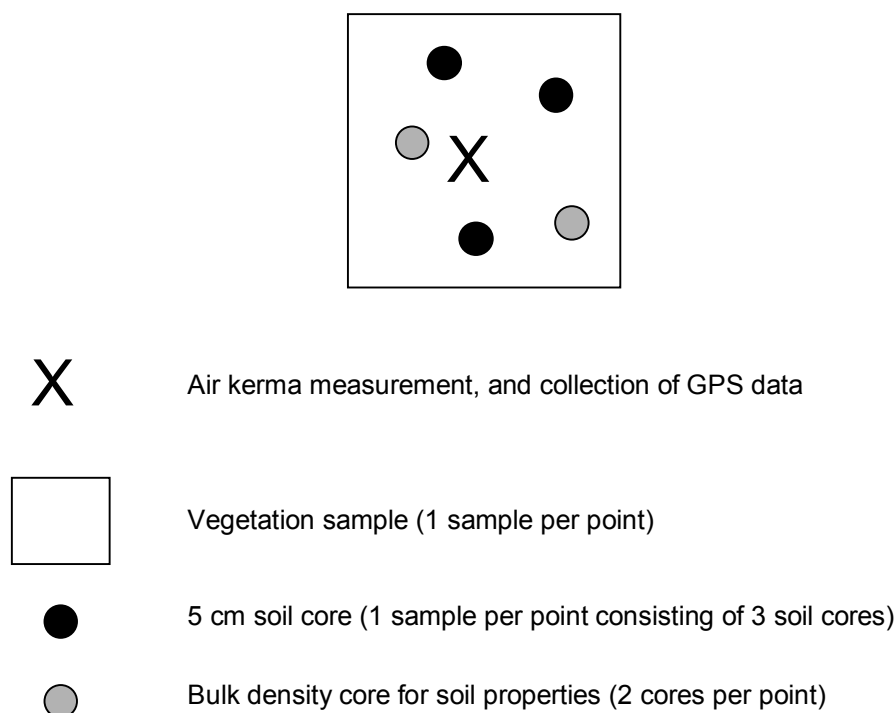 X
X
Air kerma measurement, and collection of GPS data
Vegetation sample (1 sample per point)
5 cm soil core (1 sample per point consisting of 3 soil cores)
Bulk density core for soil properties (2 cores per point)